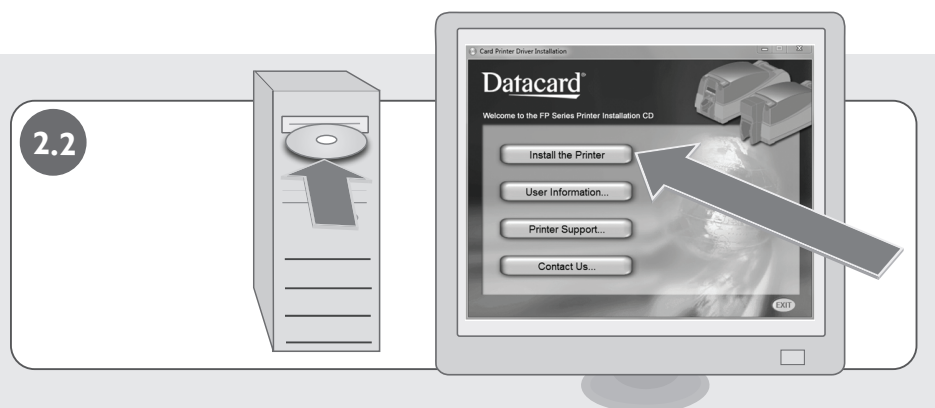 2.2
Card Printer Driver Installation
Datacard®
Welcome to the FP Series Printer Installation CD
Install the Printer
User Information...
Printer Support...
Contact Us...
EXIT